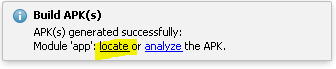 Build APK(s)
APK(s) generated successfully:
Module 'app': locate or analyze the APK.